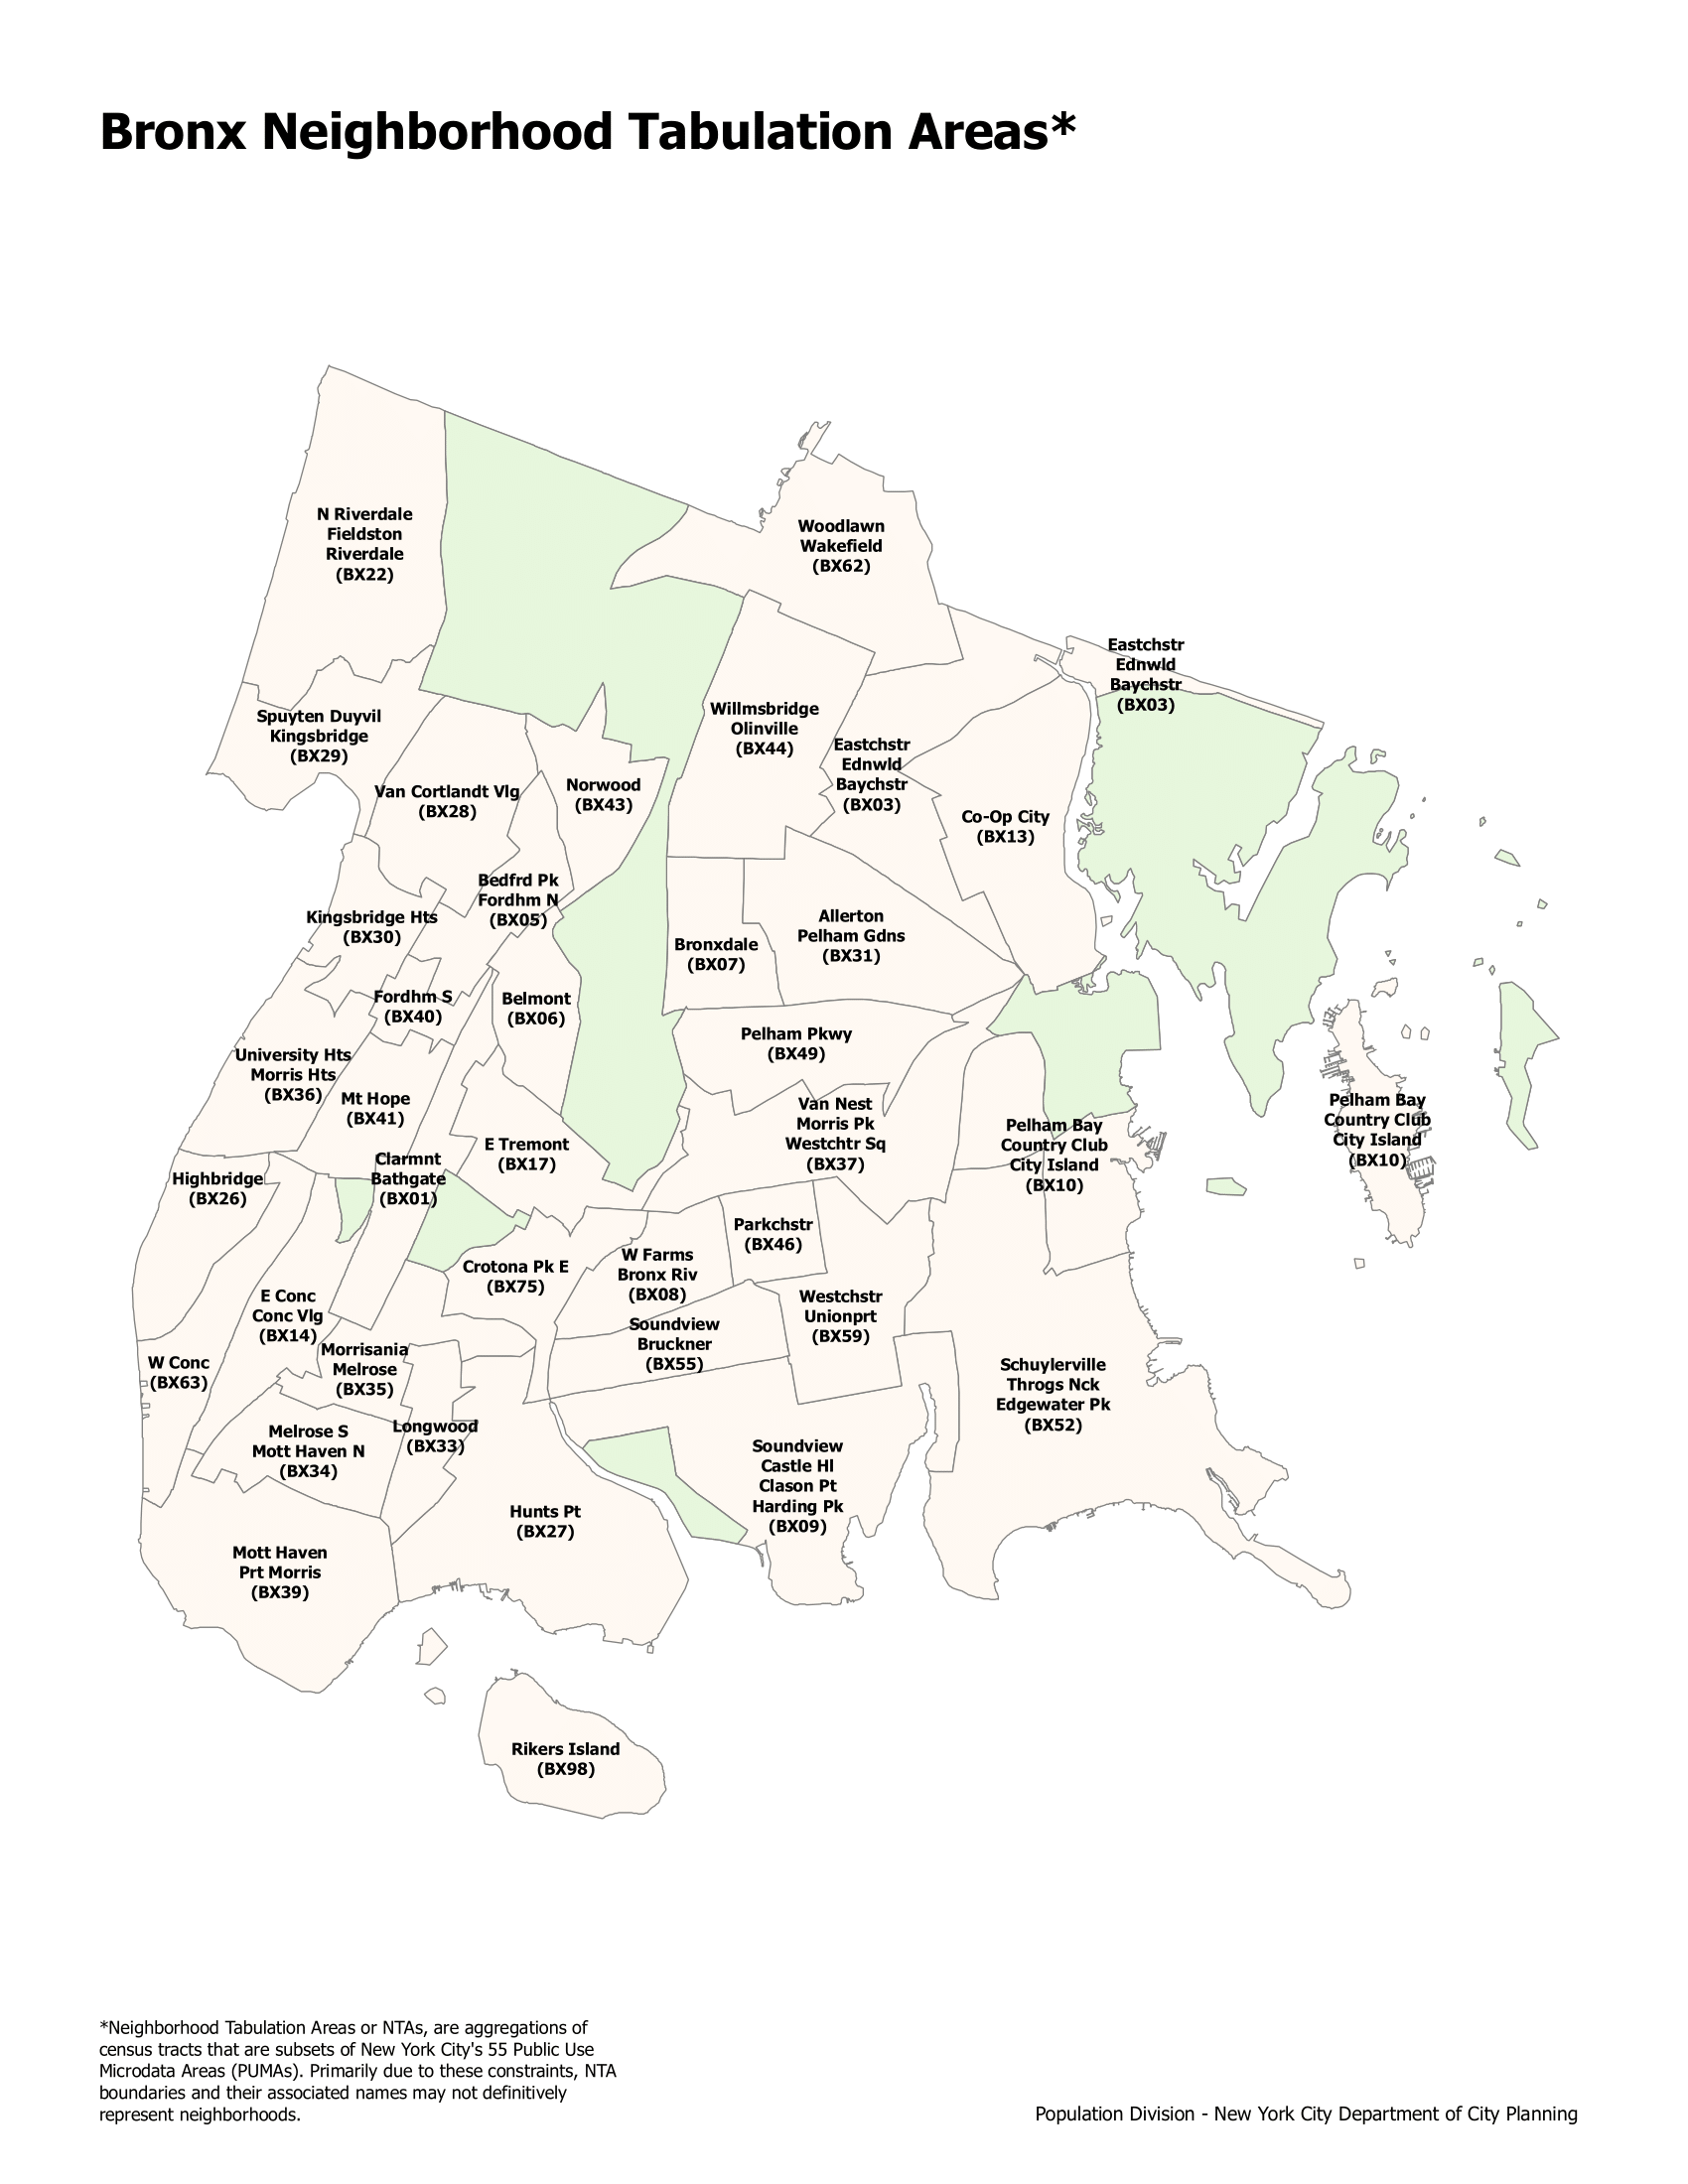 Bronx Neighborhood Tabulation Areas*
N Riverdale
Fieldston
Riverdale
(BX22)
Woodlawn
Wakefield
(BX62)
Eastchstr
Ednwld
Baychstr
(BX03)
Spuyten Duyvil
Kingsbridge
(BX29)
Willmsbridge
Olinville
(BX44)
Eastchstr
Ednwld
Baychstr
(BX03)
Van Cortlandt Vlg
(BX28)
Norwood
(BX43)
Co-Op City
(BX13)
Bedfrd Pk
Fordhm N
(BX05)
Kingsbridge Hts
(BX30)
Allerton
Pelham Gdns
(BX31)
Bronxdale
(BX07)
Fordhm S
(BX40)
Belmont
(BX06)
Pelham Pkwy
(BX49)
University Hts
Morris Hts
(BX36)
Mt Hope
(BX41)
Van Nest
Morris Pk
Westchtr Sq
(BX37)
Pelham Bay
Country Club
City Island
(BX10)
Pelham Bay
Country Club
City Island
(BX10)
E Tremont
(BX17)
Clarmnt
Bathgate
(BX01)
Highbridge
(BX26)
Parkchstr
(BX46)
W Farms
Bronx Riv
(BX08)
Crotona Pk E
(BX75)
E Conc
Conc Vlg
(BX14)
Westchstr
Unionprt
(BX59)
Soundview
Bruckner
(BX55)
Morrisania
Melrose
(BX35)
W Conc
(BX63)
Schuylerville
Throgs Nck
Edgewater Pk
(BX52)
Longwood
(BX33)
Melrose S
Mott Haven N
(BX34)
Soundview
Castle Hl
Clason Pt
Harding Pk
(BX09)
Hunts Pt
(BX27)
Mott Haven
Prt Morris
(BX39)
Rikers Island
(BX98)
*Neighborhood Tabulation Areas or NTAs, are aggregations of
census tracts that are subsets of New York City's 55 Public Use
Microdata Areas (PUMAs). Primarily due to these constraints, NTA
boundaries and their associated names may not definitively
represent neighborhoods.
Population Division - New York City Department of City Planning